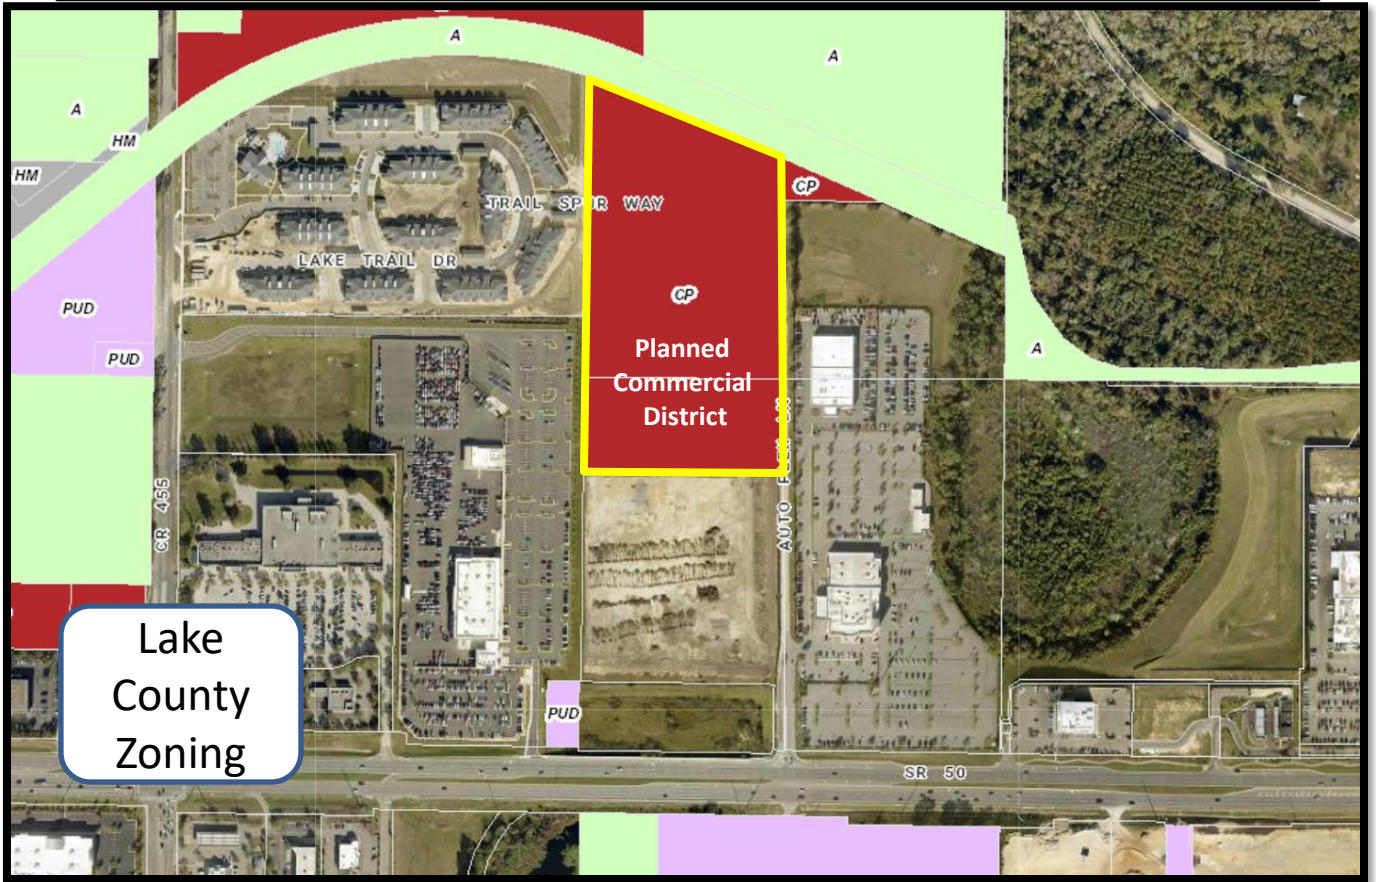 A
A
A
HM
HM
CP
TRAIL SPUR WAY
LAKE TRAIL DR
CP
PUD
Planned
Commercial
District
PUD
A
CR 455
Lake
County
Zoning
PUD
SR 50